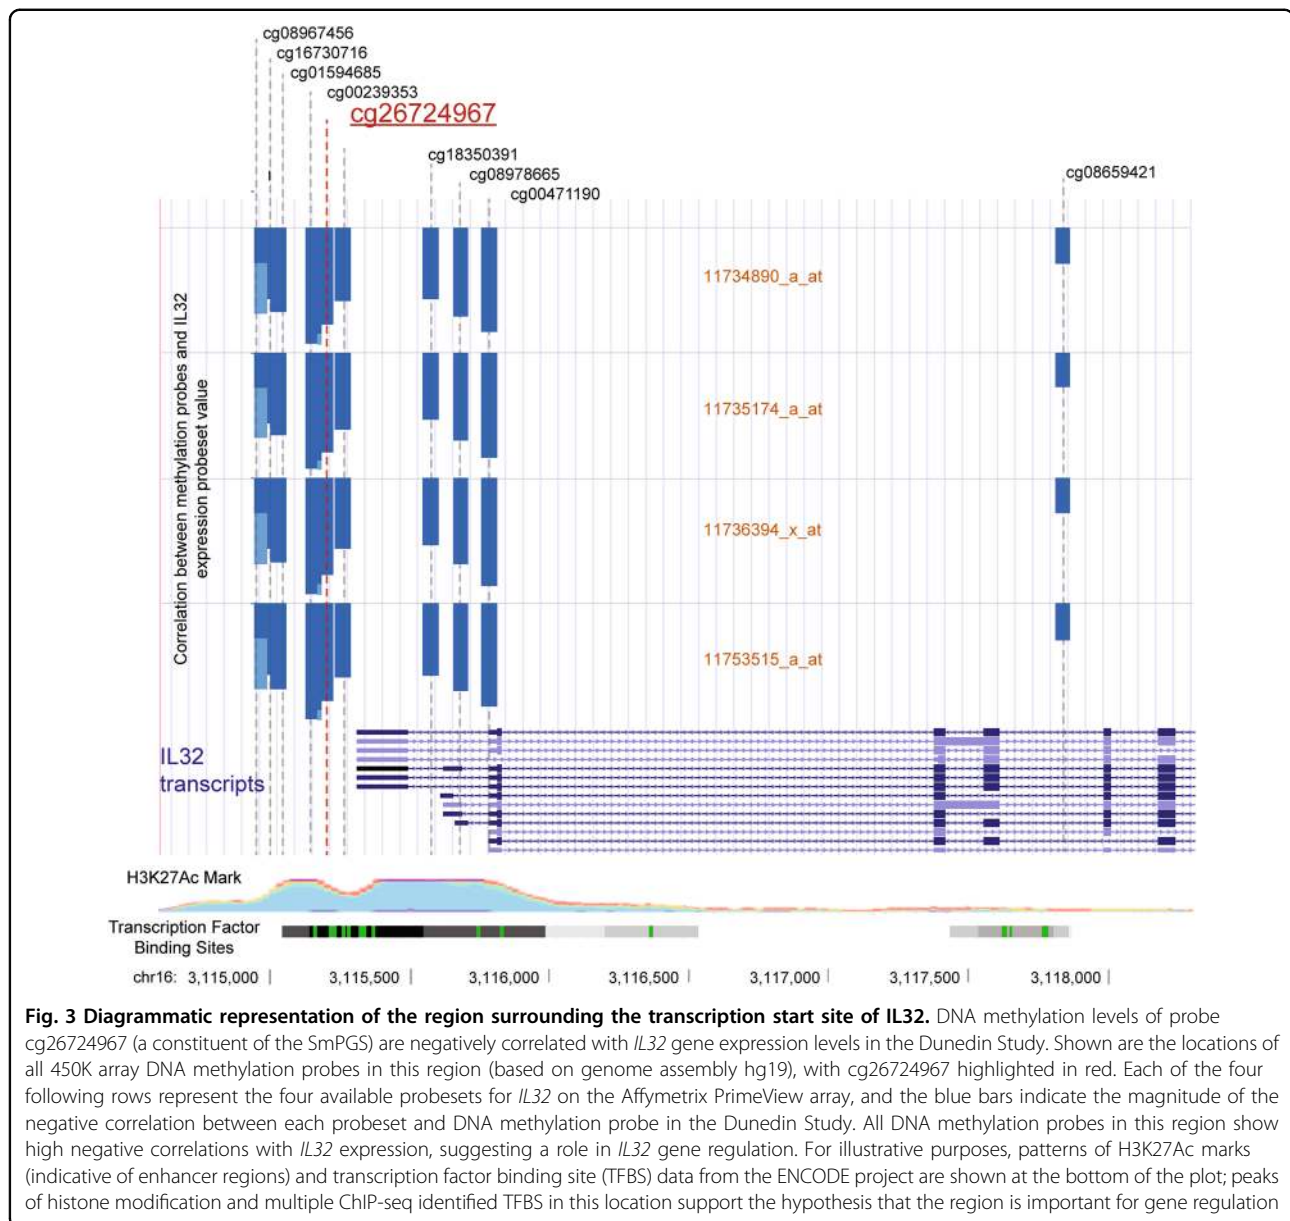 cg08967456
cg16730716
cg01594685
cg00239353
cg26724967
cg18350391
cg08978665
cg00471190
cg08659421
Correlation between methylation probes and IL32
expression probeset value
11734890_a_at
11735174_a_at
11736394_x_at
11753515_a_at
IL32
transcripts
H3K27Ac Mark
Transcription Factor
Binding Sites
chr16: 3,115,000 | 3,115,500 | 3,116,000 | 3,116,500 | 3,117,000 | 3,117,500 | 3,118,000 |
Fig. 3 Diagrammatic representation of the region surrounding the transcription start site of IL32. DNA methylation levels of probe
cg26724967 (a constituent of the SmPGS) are negatively correlated with IL32 gene expression levels in the Dunedin Study. Shown are the locations of
all 450K array DNA methylation probes in this region (based on genome assembly hg19), with cg26724967 highlighted in red. Each of the four
following rows represent the four available probesets for IL32 on the Affymetrix PrimeView array, and the blue bars indicate the magnitude of the
negative correlation between each probeset and DNA methylation probe in the Dunedin Study. All DNA methylation probes in this region show
high negative correlations with IL32 expression, suggesting a role in IL32 gene regulation. For illustrative purposes, patterns of H3K27Ac marks
(indicative of enhancer regions) and transcription factor binding site (TFBS) data from the ENCODE project are shown at the bottom of the plot; peaks
of histone modification and multiple ChIP-seq identified TFBS in this location support the hypothesis that the region is important for gene regulation